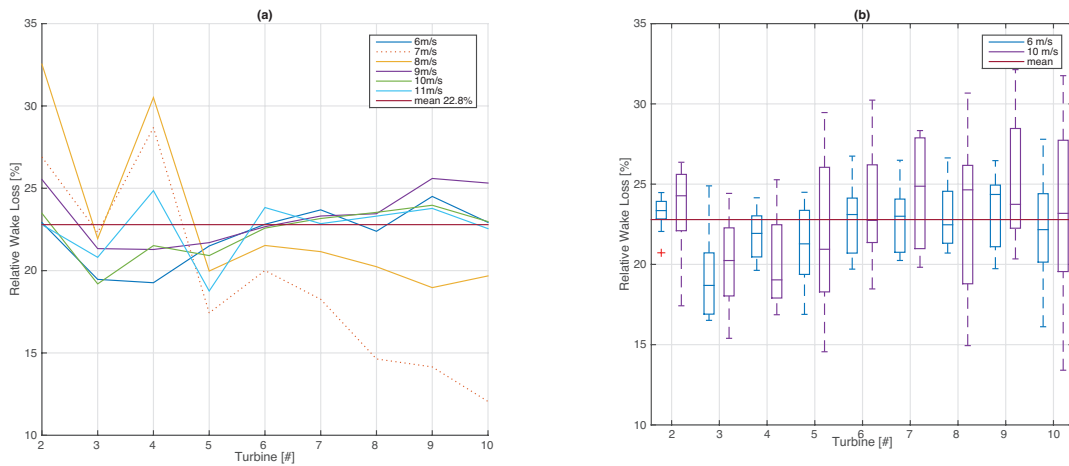 (a)
35
30
25
20
15
10
Relative Wake Loss [%]
2 3 4 5 6 7 8 9 10
Turbine [#]
6m/s
7m/s
8m/s
9m/s
10m/s
11m/s
mean 22.8%
(b)
35
30
25
20
15
10
Relative Wake Loss [%]
2 3 4 5 6 7 8 9 10
Turbine [#]
6 m/s
10 m/s
mean